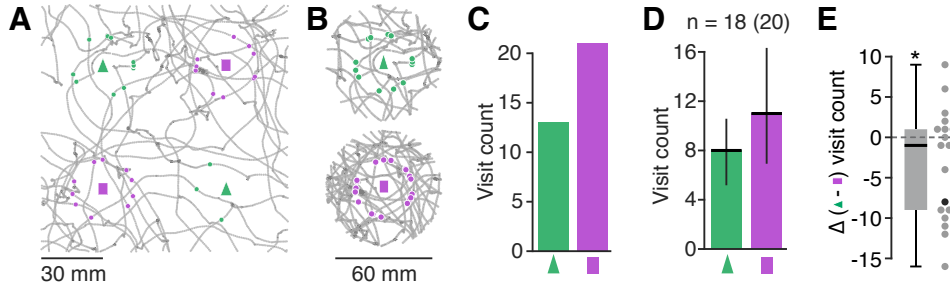 A
30 mm
B
60 mm
C
Visit count
20
15
10
5
0
D
n = 18 (20)
Visit count
16
12
8
4
0
E
Δ (▲ - ■) visit count
10
5
0
-5
-10
-15
*